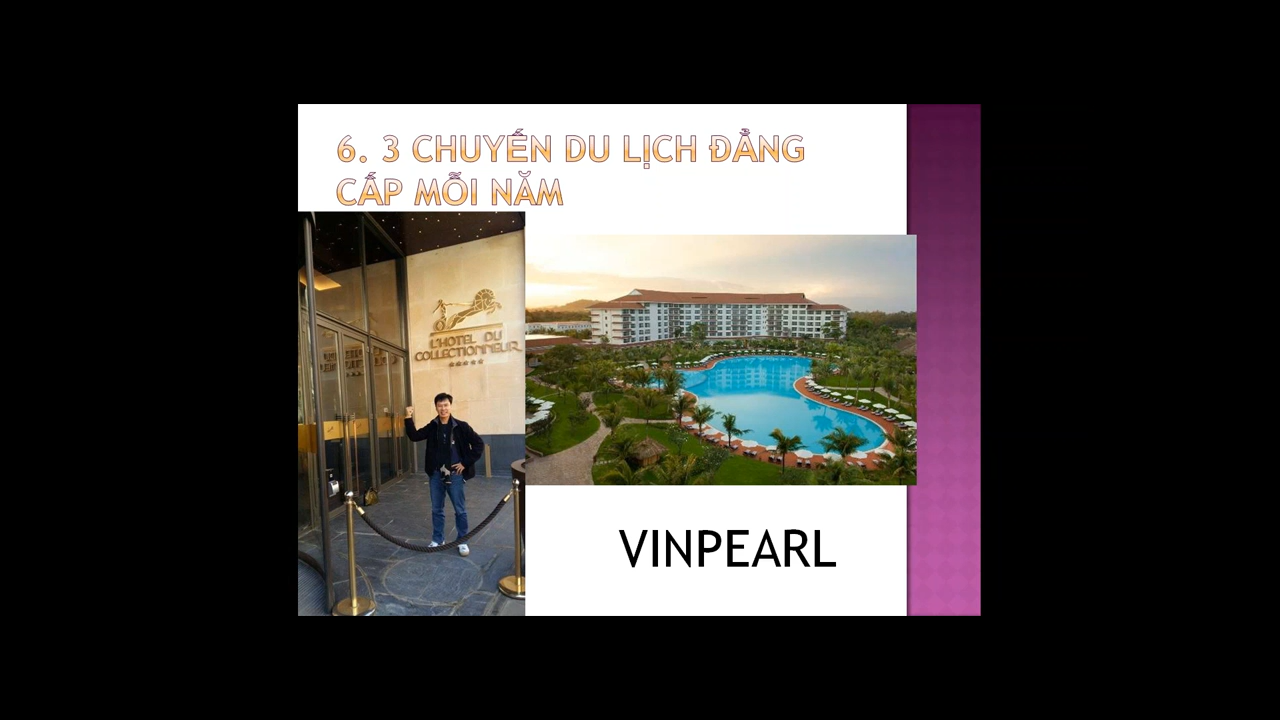 6. 3 CHUYẾN DU LỊCH ĐẲNG
CẤP MỖI NĂM
L'HOTEL DU
COLLECTIONNEUR
★★★★★
VINPEARL